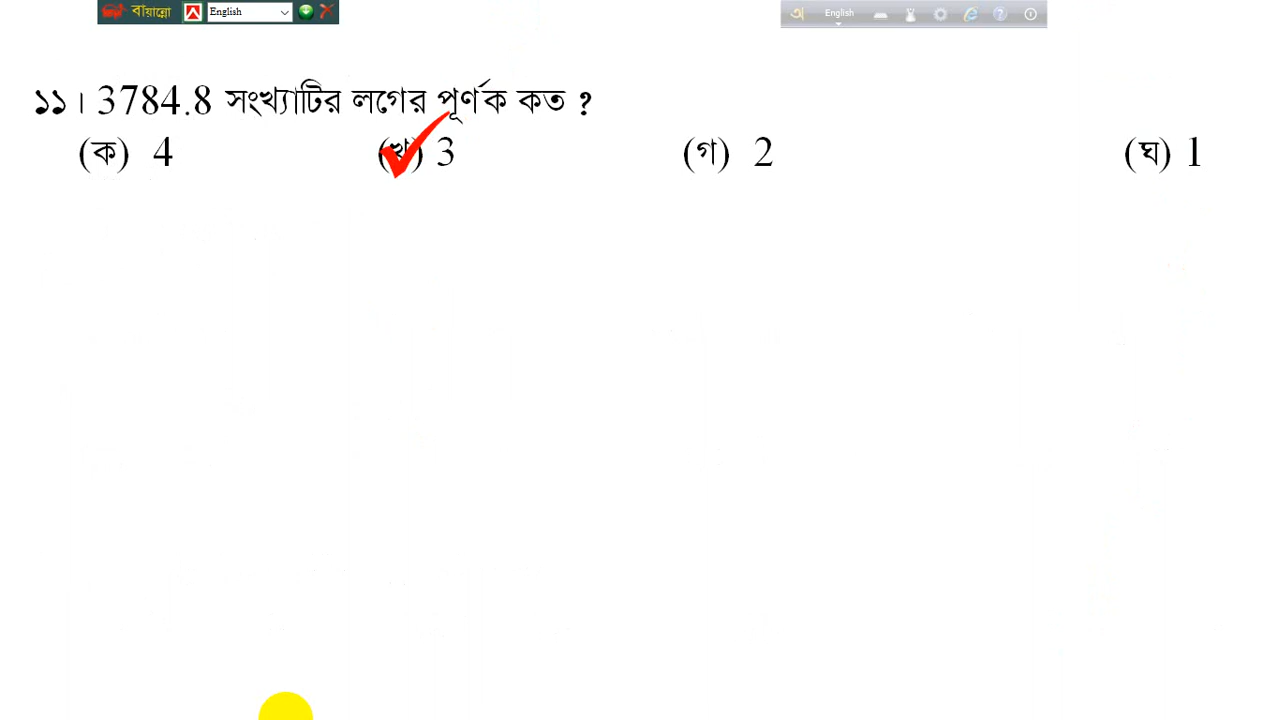 বাঁয়ান্নো English অ English
১১। 3784.8 সংখ্যাটির লগের পূর্ণক কত ?
(ক) 4 (খ) 3 (গ) 2 (ঘ) 1